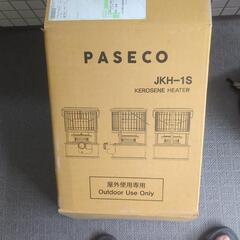 PASECO
JKH-1S
KEROSENE HEATER
屋外使用専用
Outdoor Use Only